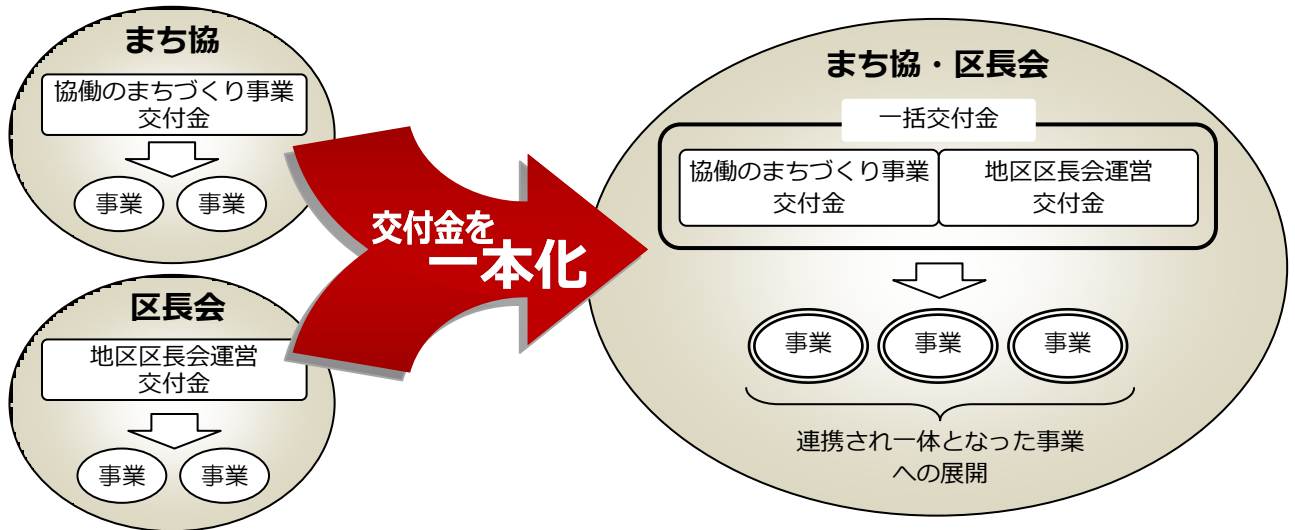 まち協
協働のまちづくり事業
交付金
事業
事業
区長会
地区区長会運営
交付金
事業
事業
交付金を
一本化
まち協・区長会
一括交付金
協働のまちづくり事業
交付金
地区区長会運営
交付金
事業
事業
事業
連携され一体となった事業
への展開